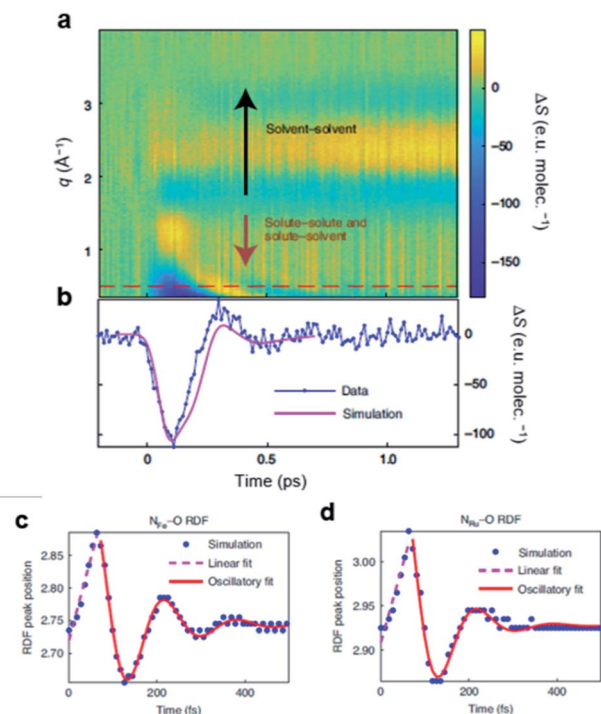 a
3
2
1
q (Å⁻¹)
Solvent–solvent
Solute–solute and
solute–solvent
0
−50
−100
−150
ΔS (e.u. molec. ⁻¹)
b
Data
Simulation
0
−50
−100
ΔS (e.u. molec. ⁻¹)
0 0.5 1.0
Time (ps)
c
N_Fe–O RDF
Simulation
Linear fit
Oscillatory fit
2.85
2.80
2.75
2.70
RDF peak position
0 200 400
Time (fs)
d
N_Ru–O RDF
Simulation
Linear fit
Oscillatory fit
3.00
2.95
2.90
RDF peak position
0 200 400
Time (fs)